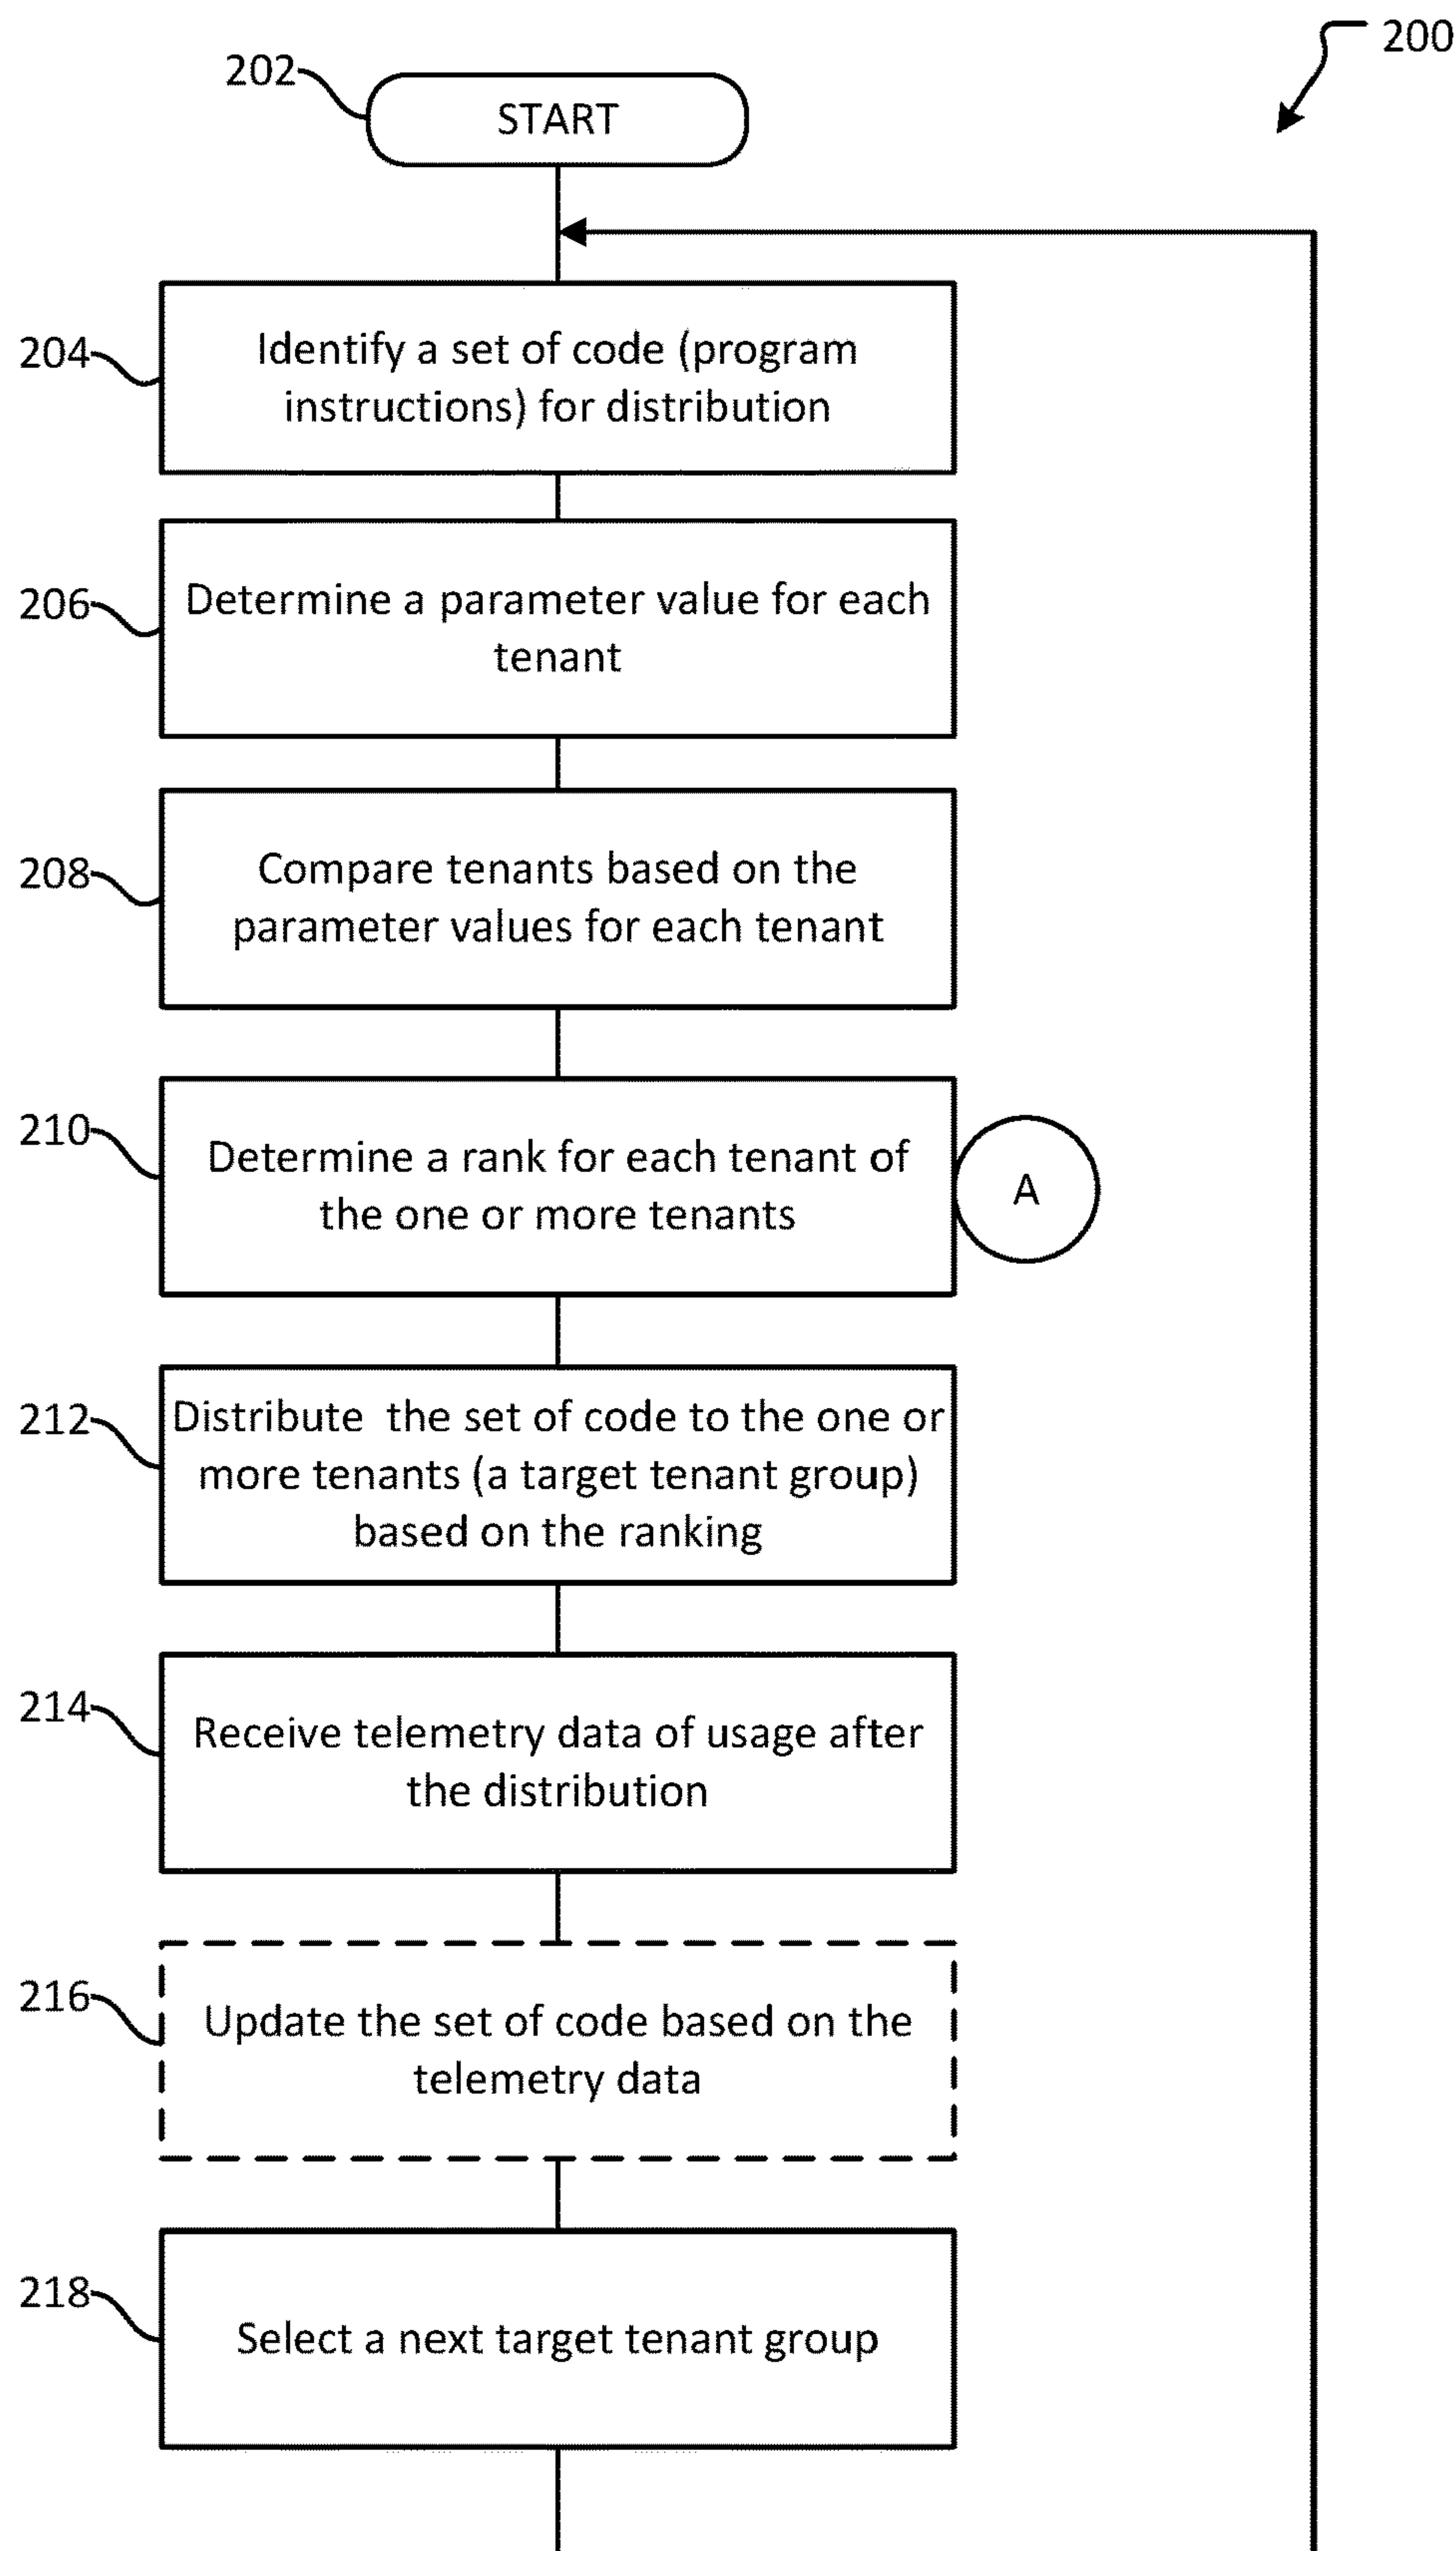 200
202
START
204
Identify a set of code (program
instructions) for distribution
206
Determine a parameter value for each
tenant
208
Compare tenants based on the
parameter values for each tenant
210
Determine a rank for each tenant of
the one or more tenants
A
212
Distribute the set of code to the one or
more tenants (a target tenant group)
based on the ranking
214
Receive telemetry data of usage after
the distribution
216
Update the set of code based on the
telemetry data
218
Select a next target tenant group